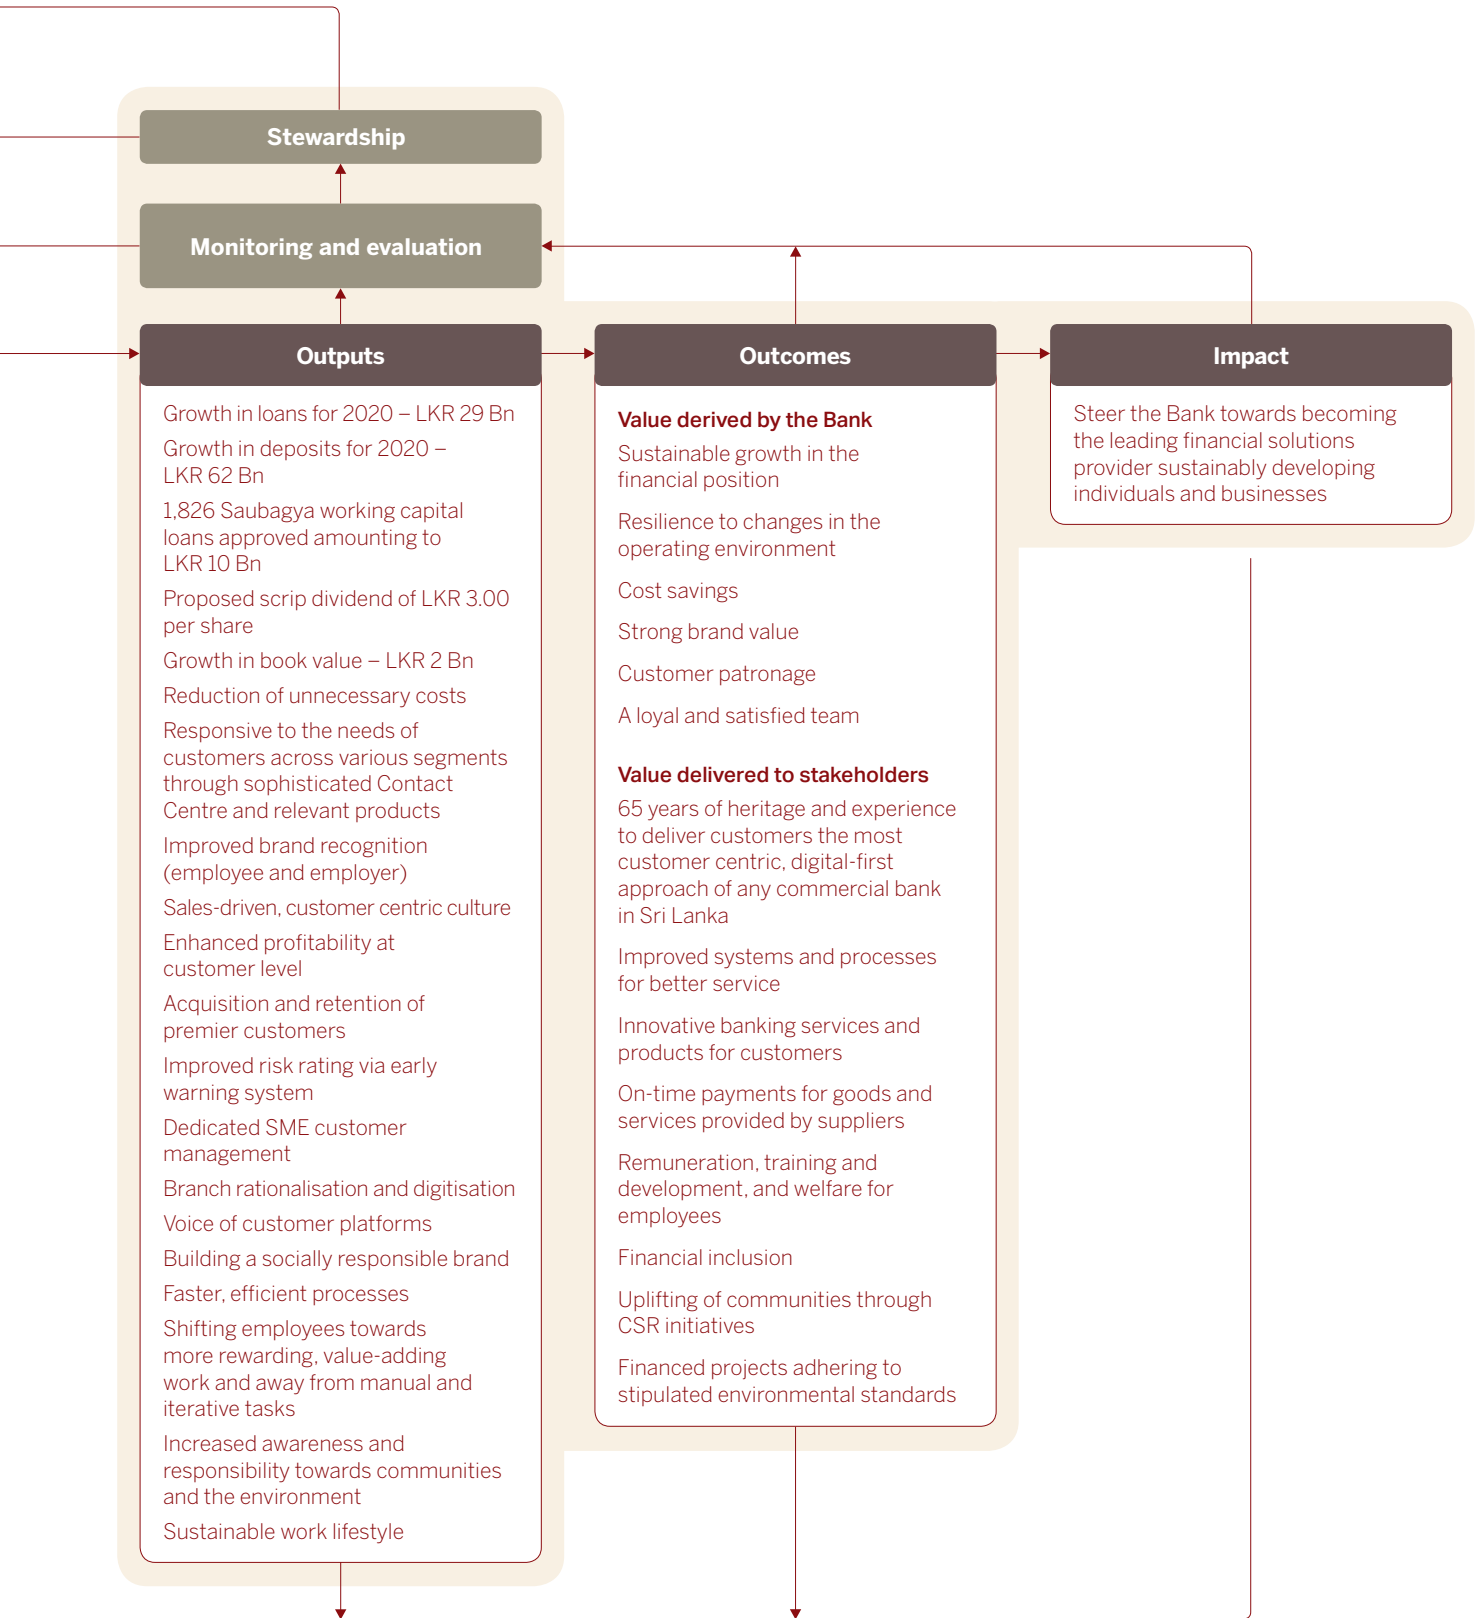 Stewardship
Monitoring and evaluation
Outputs
Growth in loans for 2020 – LKR 29 Bn
Growth in deposits for 2020 –
LKR 62 Bn
1,826 Saubagya working capital
loans approved amounting to
LKR 10 Bn
Proposed scrip dividend of LKR 3.00
per share
Growth in book value – LKR 2 Bn
Reduction of unnecessary costs
Responsive to the needs of
customers across various segments
through sophisticated Contact
Centre and relevant products
Improved brand recognition
(employee and employer)
Sales-driven, customer centric culture
Enhanced profitability at
customer level
Acquisition and retention of
premier customers
Improved risk rating via early
warning system
Dedicated SME customer
management
Branch rationalisation and digitisation
Voice of customer platforms
Building a socially responsible brand
Faster, efficient processes
Shifting employees towards
more rewarding, value-adding
work and away from manual and
iterative tasks
Increased awareness and
responsibility towards communities
and the environment
Sustainable work lifestyle
Outcomes
Value derived by the Bank
Sustainable growth in the
financial position
Resilience to changes in the
operating environment
Cost savings
Strong brand value
Customer patronage
A loyal and satisfied team
Value delivered to stakeholders
65 years of heritage and experience
to deliver customers the most
customer centric, digital-first
approach of any commercial bank
in Sri Lanka
Improved systems and processes
for better service
Innovative banking services and
products for customers
On-time payments for goods and
services provided by suppliers
Remuneration, training and
development, and welfare for
employees
Financial inclusion
Uplifting of communities through
CSR initiatives
Financed projects adhering to
stipulated environmental standards
Impact
Steer the Bank towards becoming
the leading financial solutions
provider sustainably developing
individuals and businesses